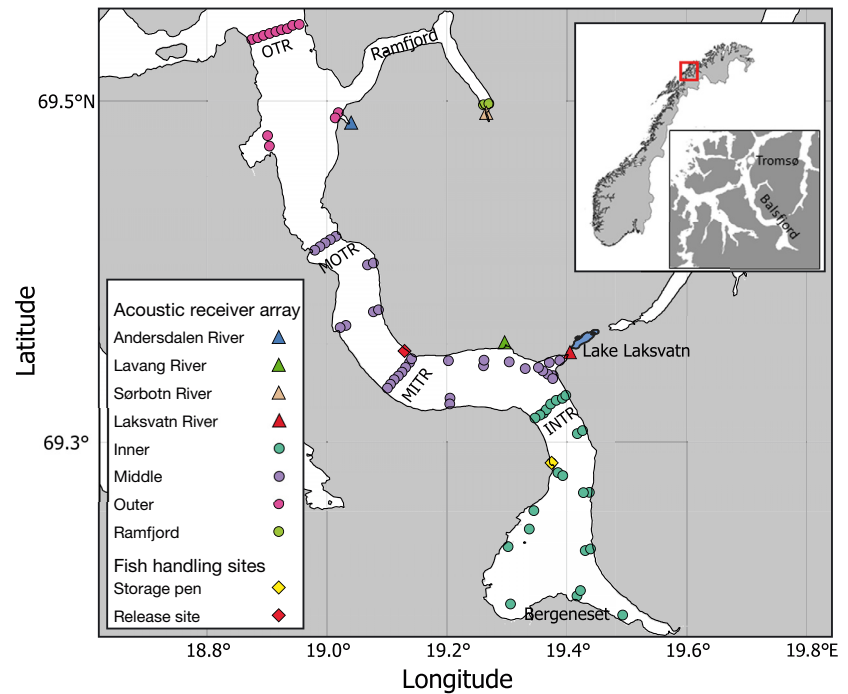 OTR
Ramfjord
69.5°N
Tromsø
Balsfjord
MOTR
Latitude
Acoustic receiver array
Andersdalen River
Lavang River
Sørbotn River
Laksvatn River
Inner
Middle
Outer
Ramfjord
Fish handling sites
Storage pen
Release site
Lake Laksvatn
MITR
INTR
69.3°
Bergeneset
18.8°
19.0°
19.2°
19.4°
19.6°
19.8°E
Longitude